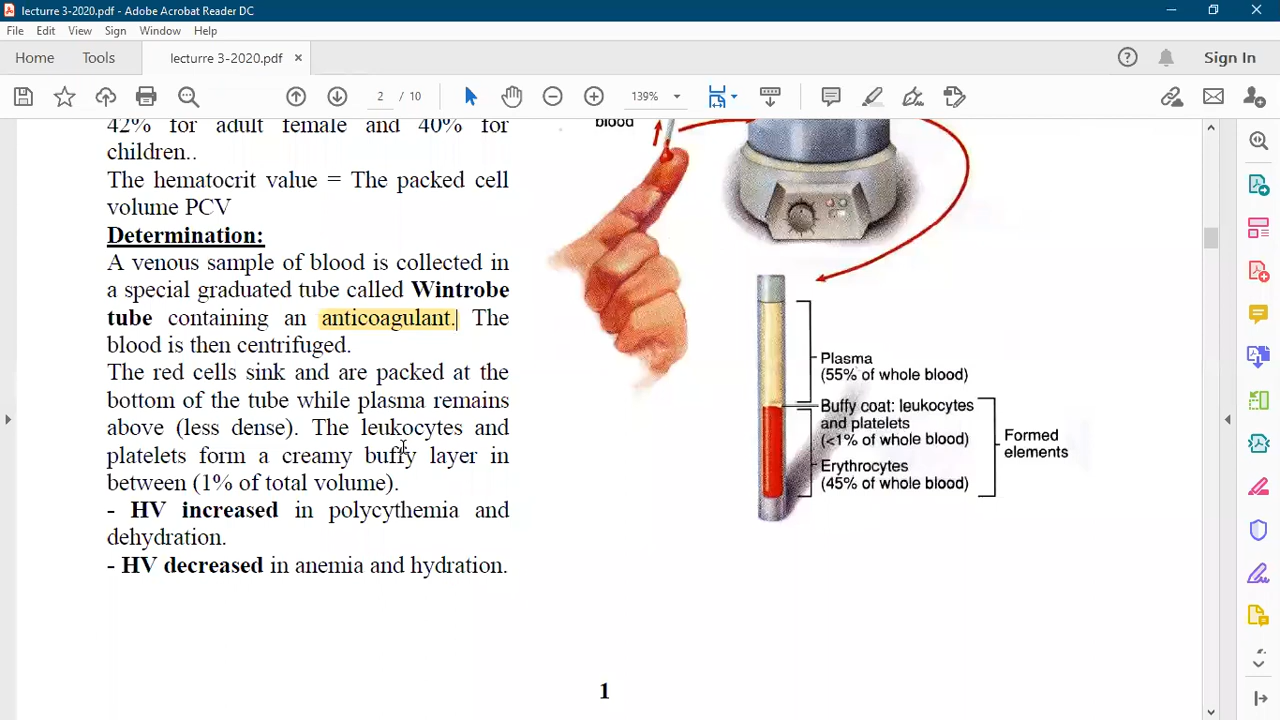 lecturre 3-2020.pdf - Adobe Acrobat Reader DC
File Edit View Sign Window Help
Home Tools lecturre 3-2020.pdf × Sign In
2 / 10 139%
42% for adult female and 40% for
children..
The hematocrit value = The packed cell
volume PCV
Determination:
A venous sample of blood is collected in
a special graduated tube called Wintrobe
tube containing an anticoagulant. The
blood is then centrifuged.
The red cells sink and are packed at the
bottom of the tube while plasma remains
above (less dense). The leukocytes and
platelets form a creamy buffy layer in
between (1% of total volume).
- HV increased in polycythemia and
dehydration.
- HV decreased in anemia and hydration.
blood
Plasma
(55% of whole blood)
Buffy coat: leukocytes
and platelets
(<1% of whole blood)
Erythrocytes
(45% of whole blood)
Formed
elements
1